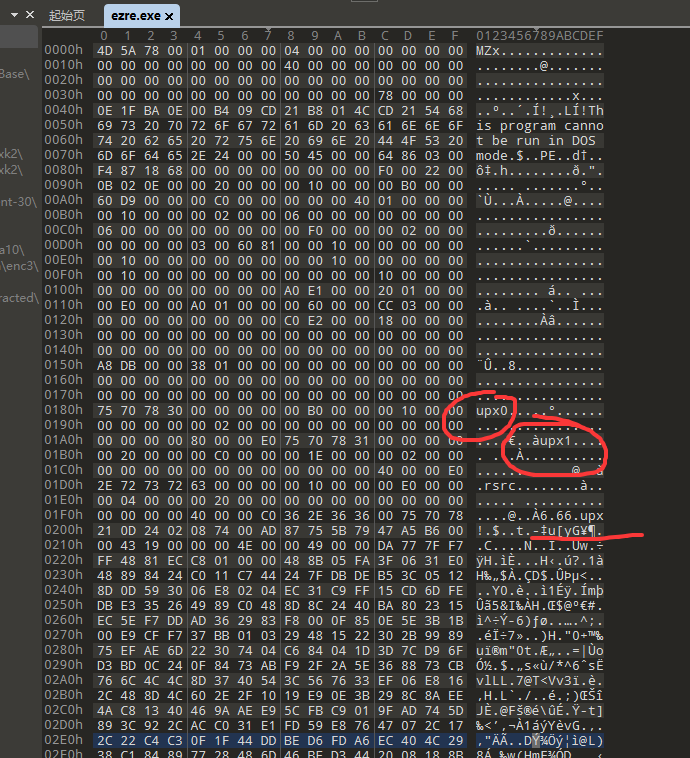 起始页 ezre.exe ×
0 1 2 3 4 5 6 7 8 9 A B C D E F 0123456789ABCDEF
0000h 4D 5A 78 00 01 00 00 00 04 00 00 00 00 00 00 00 MZx.............
0010h 00 00 00 00 00 00 00 00 40 00 00 00 00 00 00 00 ........@.......
0020h 00 00 00 00 00 00 00 00 00 00 00 00 00 00 00 00 ................
0030h 00 00 00 00 00 00 00 00 00 00 00 00 78 00 00 00 ............x...
0040h 0E 1F BA 0E 00 B4 09 CD 21 B8 01 4C CD 21 54 68 ..º..´.Í!¸.LÍ!Th
0050h 69 73 20 70 72 6F 67 72 61 6D 20 63 61 6E 6E 6F is program canno
0060h 74 20 62 65 20 72 75 6E 20 69 6E 20 44 4F 53 20 t be run in DOS
0070h 6D 6F 64 65 2E 24 00 00 50 45 00 00 64 86 03 00 mode.$..PE..d†..
0080h F4 87 18 68 00 00 00 00 00 00 00 00 F0 00 22 00 ô‡.h........ð.".
0090h 0B 02 0E 00 00 20 00 00 00 10 00 00 00 B0 00 00 ..... .......°..
00A0h 60 D9 00 00 00 C0 00 00 00 00 00 40 01 00 00 00 `Ù...À.....@....
00B0h 00 10 00 00 00 02 00 00 06 00 00 00 00 00 00 00 ................
00C0h 06 00 00 00 00 00 00 00 00 F0 00 00 00 02 00 00 .........ð......
00D0h 00 00 00 00 03 00 60 81 00 00 10 00 00 00 00 00 ......`.........
00E0h 00 10 00 00 00 00 00 00 00 00 10 00 00 00 00 00 ................
00F0h 00 10 00 00 00 00 00 00 00 00 00 00 10 00 00 00 ................
0100h 00 00 00 00 00 00 00 00 A0 E1 00 00 20 01 00 00 ........ á.. ...
0110h 00 E0 00 00 A0 01 00 00 00 60 00 00 CC 03 00 00 .à.. ....`..Ì...
0120h 00 00 00 00 00 00 00 00 C0 E2 00 00 18 00 00 00 ........Àâ......
0130h 00 00 00 00 00 00 00 00 00 00 00 00 00 00 00 00 ................
0140h 00 00 00 00 00 00 00 00 00 00 00 00 00 00 00 00 ................
0150h A8 DB 00 00 38 01 00 00 00 00 00 00 00 00 00 00 ¨Û..8...........
0160h 00 00 00 00 00 00 00 00 00 00 00 00 00 00 00 00 ................
0170h 00 00 00 00 00 00 00 00 00 00 00 00 00 00 00 00 ................
0180h 75 70 78 30 00 00 00 00 00 B0 00 00 00 10 00 00 upx0.....°......
0190h 00 00 00 00 00 02 00 00 00 00 00 00 00 00 00 00 ................
01A0h 00 00 00 00 80 00 00 E0 75 70 78 31 00 00 00 00 ....€..àupx1....
01B0h 00 20 00 00 00 C0 00 00 00 1E 00 00 00 02 00 00 . ...À..........
01C0h 00 00 00 00 00 00 00 00 00 00 00 00 40 00 00 E0 ............@..à
01D0h 2E 72 73 72 63 00 00 00 00 10 00 00 00 E0 00 00 .rsrc........à..
01E0h 00 04 00 00 00 20 00 00 00 00 00 00 00 00 00 00 ..... ..........
01F0h 00 00 00 00 40 00 00 C0 36 2E 36 36 00 75 70 78 ....@..À6.66.upx
0200h 21 0D 24 02 08 74 00 AD 87 75 5B 79 47 A5 B6 00 !.$..t.-‡u[yG¥¶.
0210h 00 43 19 00 00 00 4E 00 00 00 49 00 00 DA 77 7F F7
0220h FF 48 81 EC C8 01 00 00 48 8B 05 FA 3F 06 31 E0
0230h 48 89 84 24 C0 11 C7 44 24 7F DB DE B5 3C 05 12
0240h 8D 0D 59 30 06 E8 02 04 EC 31 C9 FF 15 CD 6D FE
0250h DB E3 35 26 49 89 C0 48 8D 8C 24 40 BA 80 23 15
0260h EC 5E F7 DD AD 36 29 83 F8 00 0F 85 0E 5E 3B 1B
0270h 00 E9 CF F7 37 BB 01 03 29 48 15 22 30 2B 99 89
0280h 75 EF AE 6D 22 30 74 04 C6 84 04 1D 3D 7C D9 6F
0290h D3 BD 0C 24 0F 84 73 AB F9 2F 2A 5E 36 88 73 CB
02A0h 76 6C 4C 4C 8D 37 40 54 3C 56 76 33 EF 06 E8 16
02B0h 2C 48 8D 4C 60 2E 2F 10 19 E9 0E 3B 29 8C 8A EE
02C0h 4A C8 13 40 46 9A AE E9 5C FB C9 01 9F AD 74 5D
02D0h 89 3C 92 2C AC C0 31 E1 FD 59 E8 76 47 07 2C 17
02E0h 2C 22 C4 C3 0F 1F 44 DD BE D6 FD A6 EC 40 4C 29
Base\
xk2\
xk2\
nt-30\
a10\
\enc3\
racted\